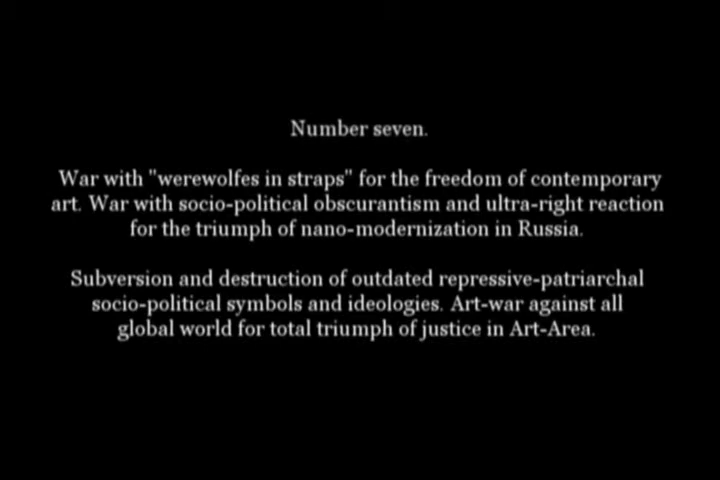 Number seven.
War with "werewolfes in straps" for the freedom of contemporary
art. War with socio-political obscurantism and ultra-right reaction
for the triumph of nano-modernization in Russia.
Subversion and destruction of outdated repressive-patriarchal
socio-political symbols and ideologies. Art-war against all
global world for total triumph of justice in Art-Area.